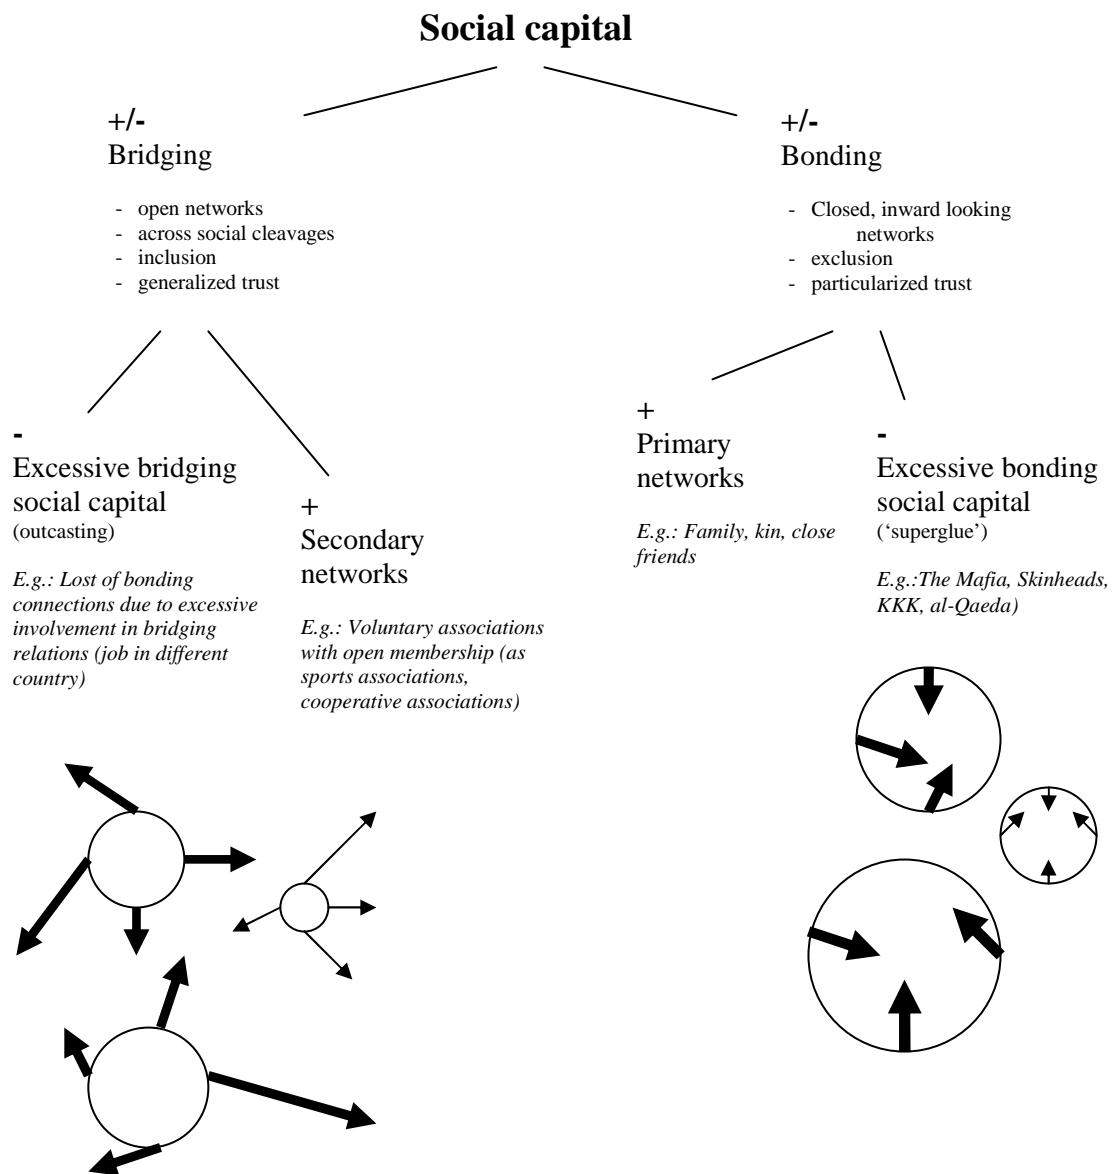 Social capital
+/-
Bridging
- open networks
- across social cleavages
- inclusion
- generalized trust
+/-
Bonding
- Closed, inward looking
networks
- exclusion
- particularized trust
-
Excessive bridging
social capital
(outcasting)
E.g.: Lost of bonding
connections due to excessive
involvement in bridging
relations (job in different
country)
+
Secondary
networks
E.g.: Voluntary associations
with open membership (as
sports associations,
cooperative associations)
+
Primary
networks
E.g.: Family, kin, close
friends
-
Excessive bonding
social capital
(‘superglue’)
E.g.:The Mafia, Skinheads,
KKK, al-Qaeda)